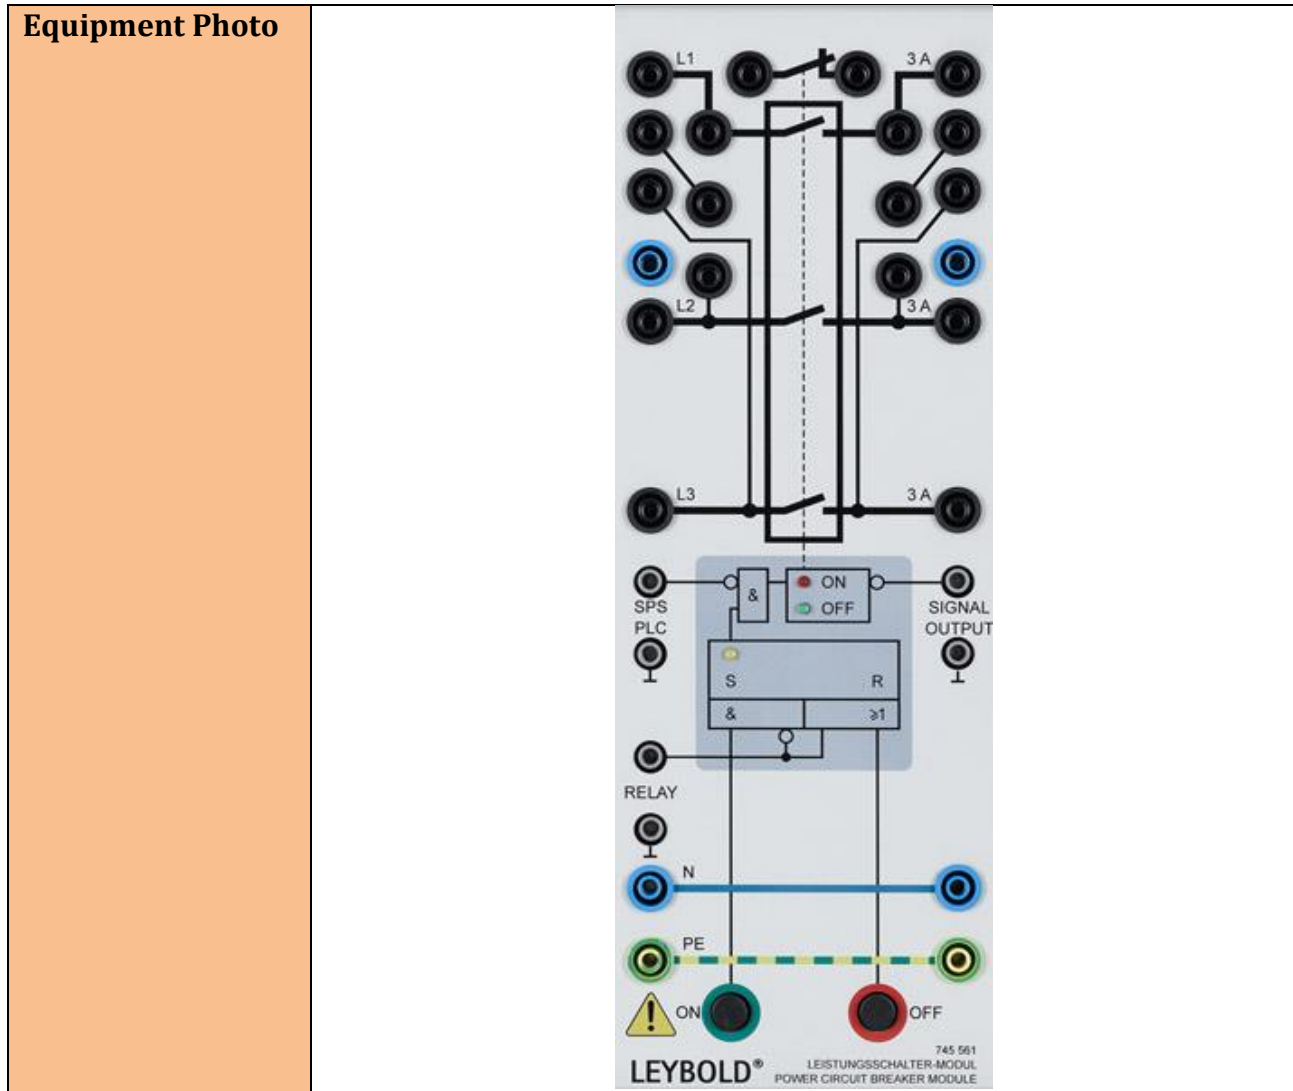 Equipment Photo
L1
3 A
L2
3 A
L3
3 A
ON
&
OFF
SPS
PLC
SIGNAL
OUTPUT
S
R
&
≥1
RELAY
N
PE
ON
OFF
745 561
LEYBOLD®
LEISTUNGSSCHALTER-MODUL
POWER CIRCUIT BREAKER MODULE